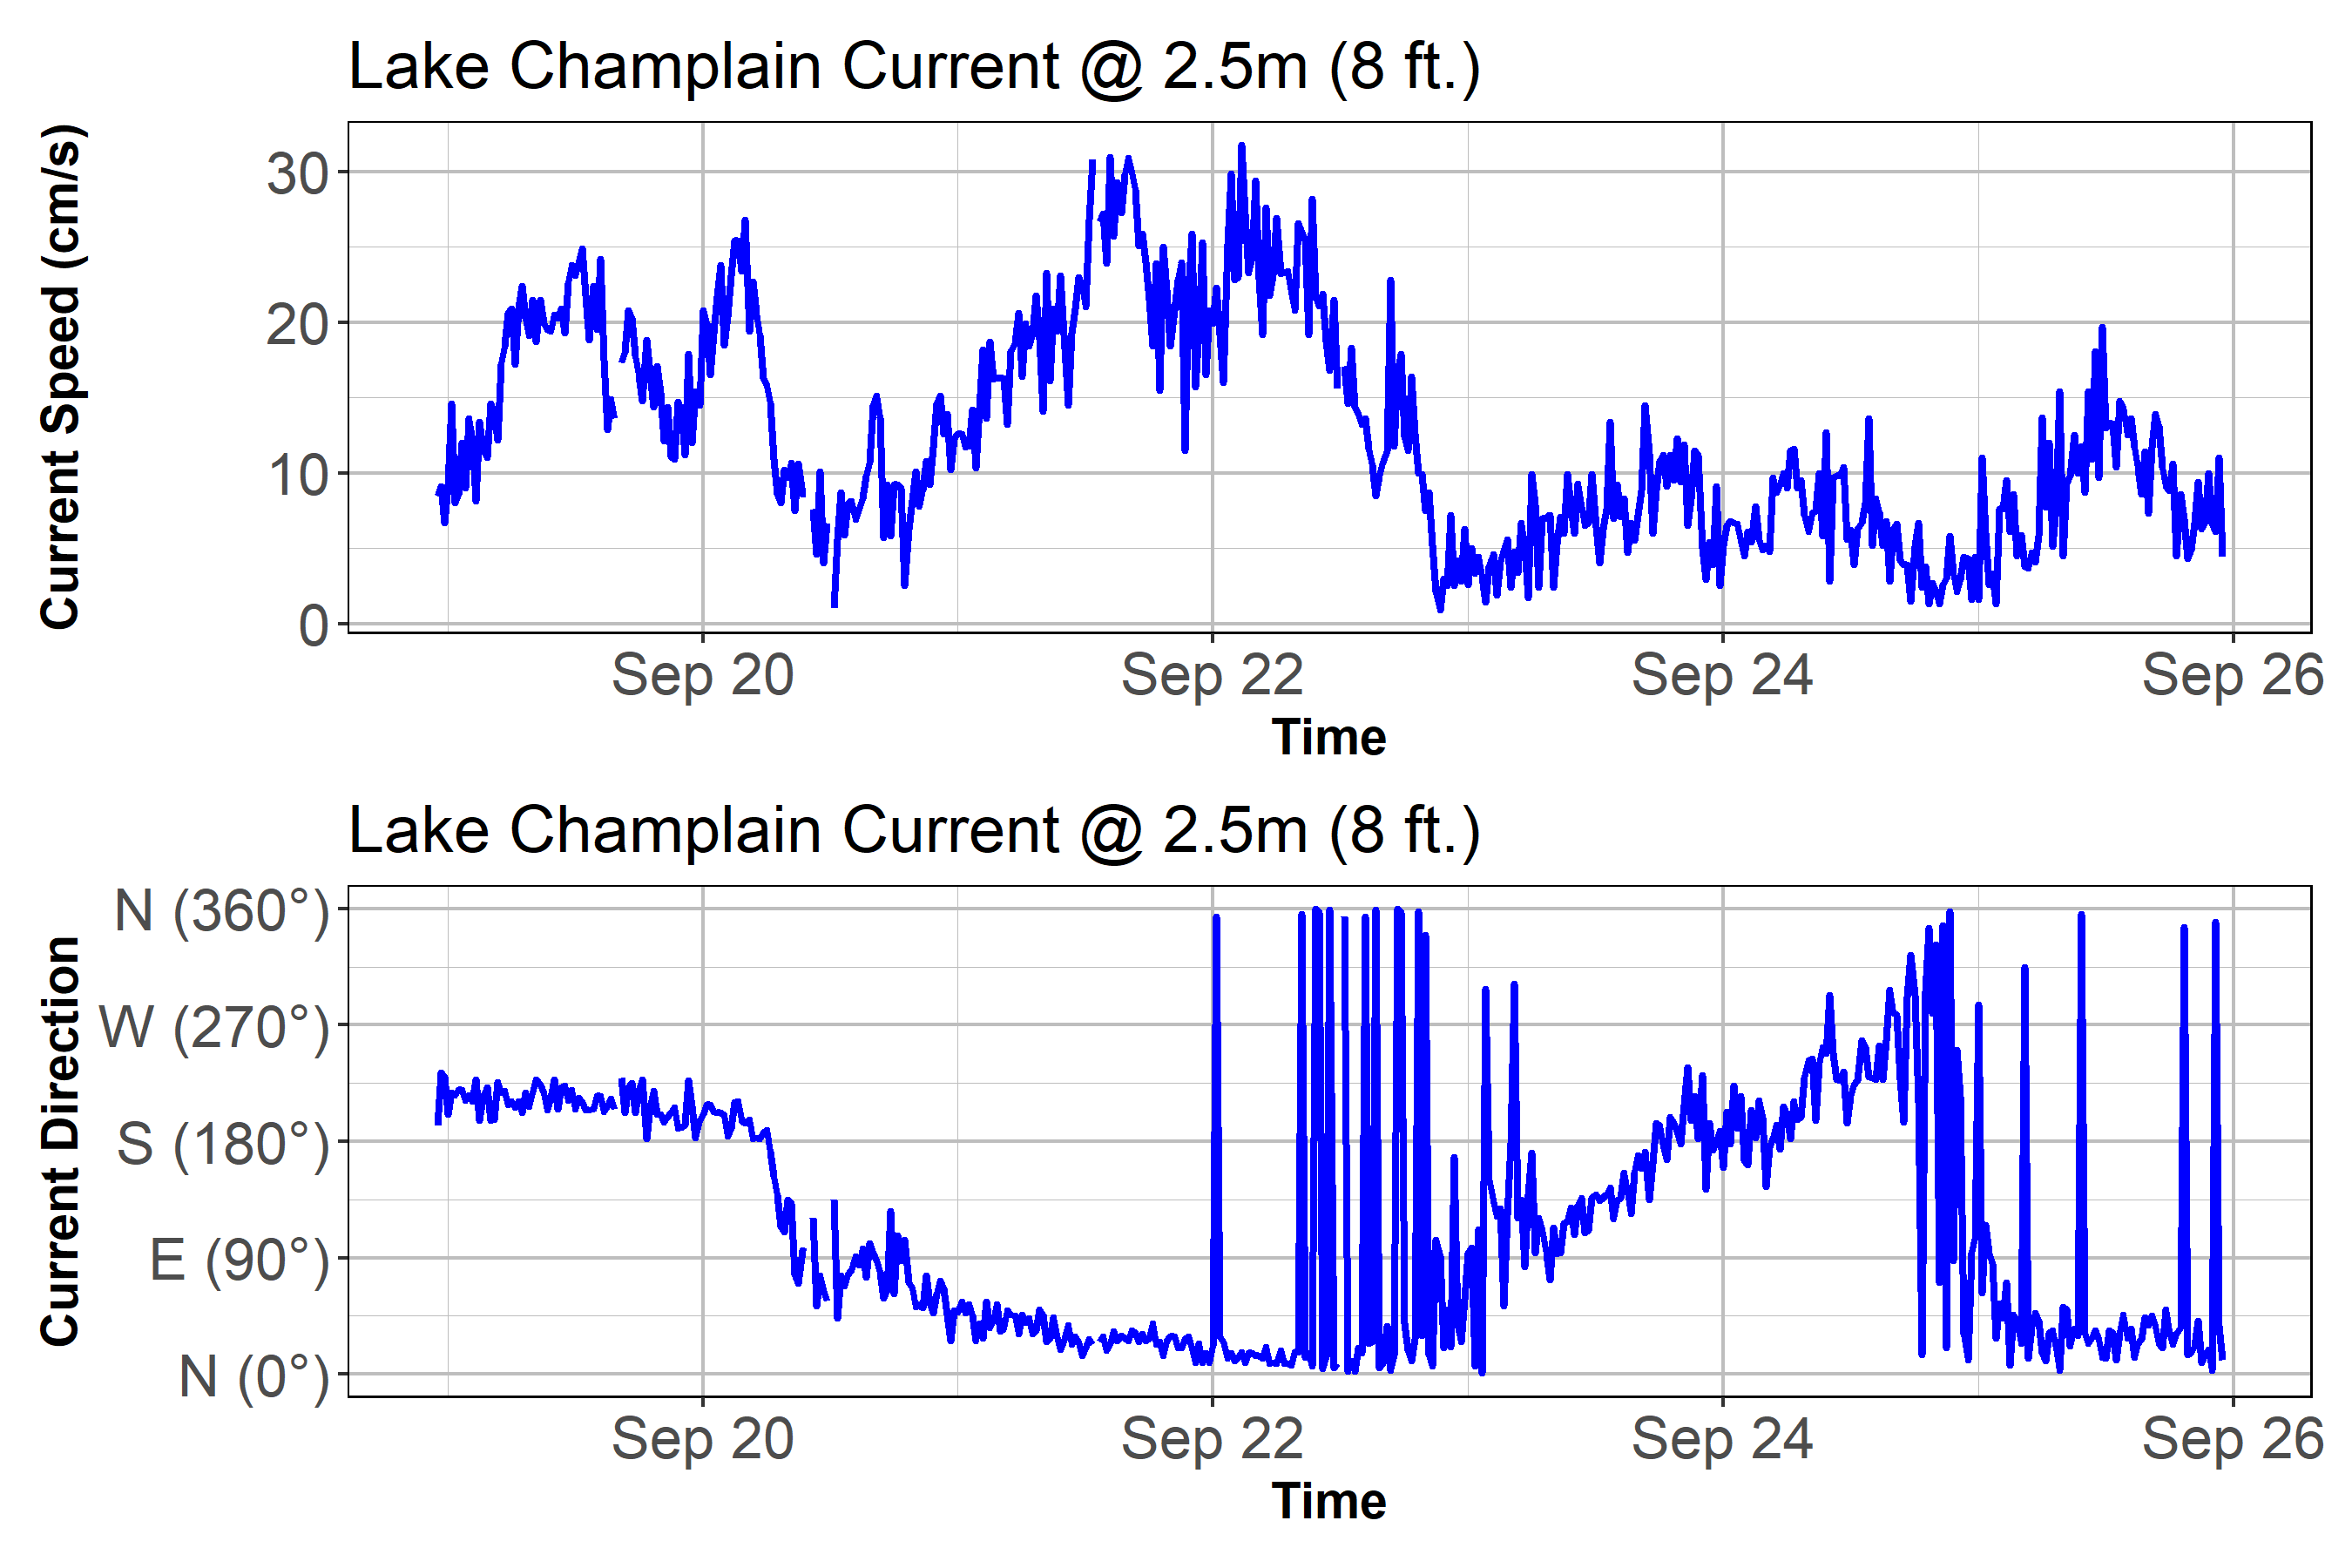 Lake Champlain Current @ 2.5m (8 ft.)
Current Speed (cm/s)
30
20
10
0
Sep 20 Sep 22 Sep 24 Sep 26
Time
Lake Champlain Current @ 2.5m (8 ft.)
Current Direction
N (360°)
W (270°)
S (180°)
E (90°)
N (0°)
Sep 20 Sep 22 Sep 24 Sep 26
Time